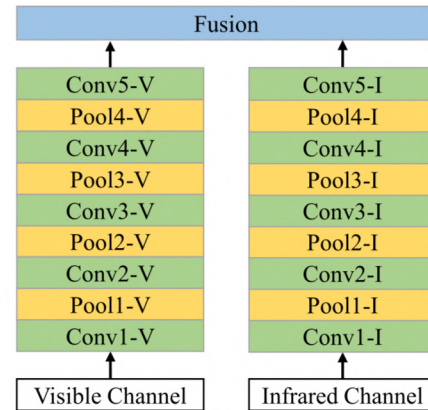 Fusion
Conv5-V
Pool4-V
Conv4-V
Pool3-V
Conv3-V
Pool2-V
Conv2-V
Pool1-V
Conv1-V
Visible Channel
Conv5-I
Pool4-I
Conv4-I
Pool3-I
Conv3-I
Pool2-I
Conv2-I
Pool1-I
Conv1-I
Infrared Channel